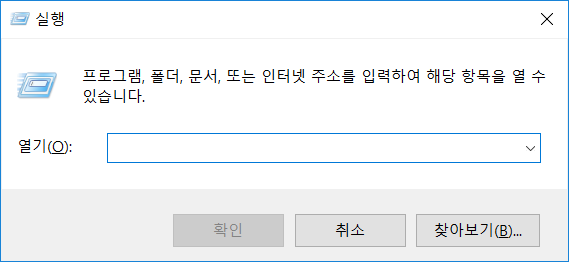 실행
프로그램, 폴더, 문서, 또는 인터넷 주소를 입력하여 해당 항목을 열 수
있습니다.
열기(O):
확인 취소 찾아보기(B)...